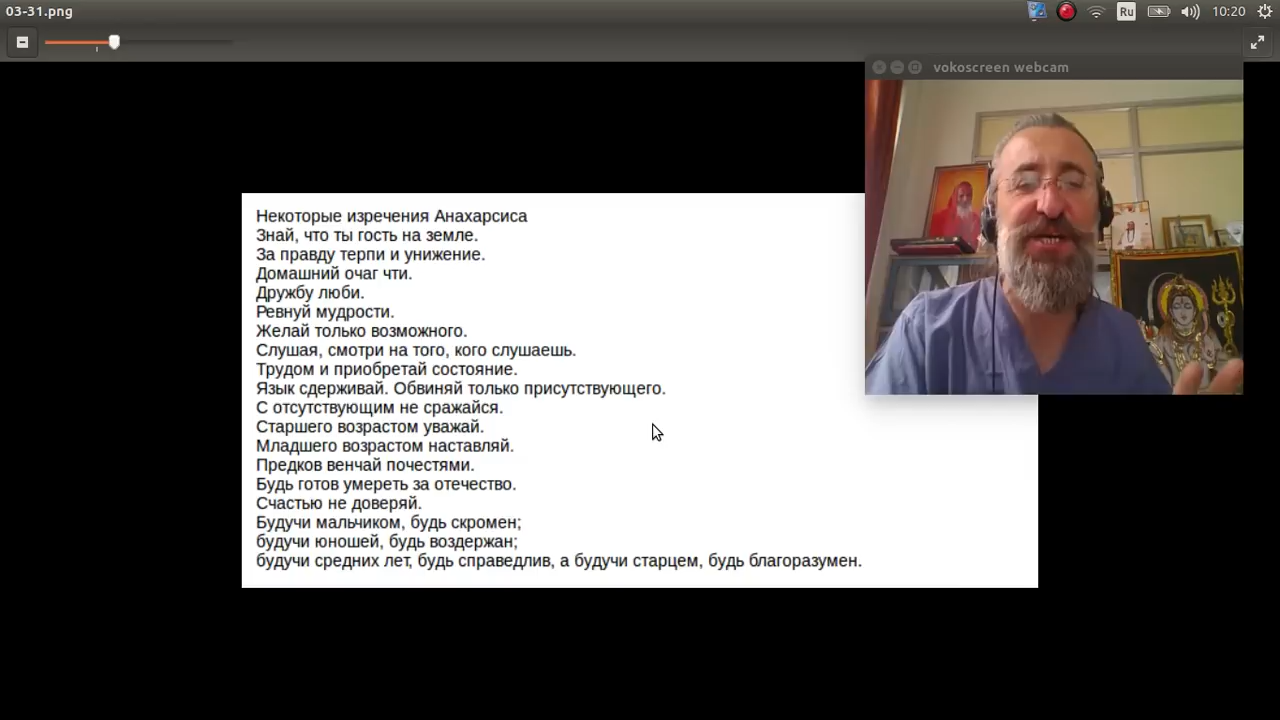 03-31.png
Ru
10:20
vokoscreen webcam
Некоторые изречения Анахарсиса
Знай, что ты гость на земле.
За правду терпи и унижение.
Домашний очаг чти.
Дружбу люби.
Ревнуй мудрости.
Желай только возможного.
Слушая, смотри на того, кого слушаешь.
Трудом и приобретай состояние.
Язык сдерживай. Обвиняй только присутствующего.
С отсутствующим не сражайся.
Старшего возрастом уважай.
Младшего возрастом наставляй.
Предков венчай почестями.
Будь готов умереть за отечество.
Счастью не доверяй.
Будучи мальчиком, будь скромен;
будучи юношей, будь воздержан;
будучи средних лет, будь справедлив, а будучи старцем, будь благоразумен.